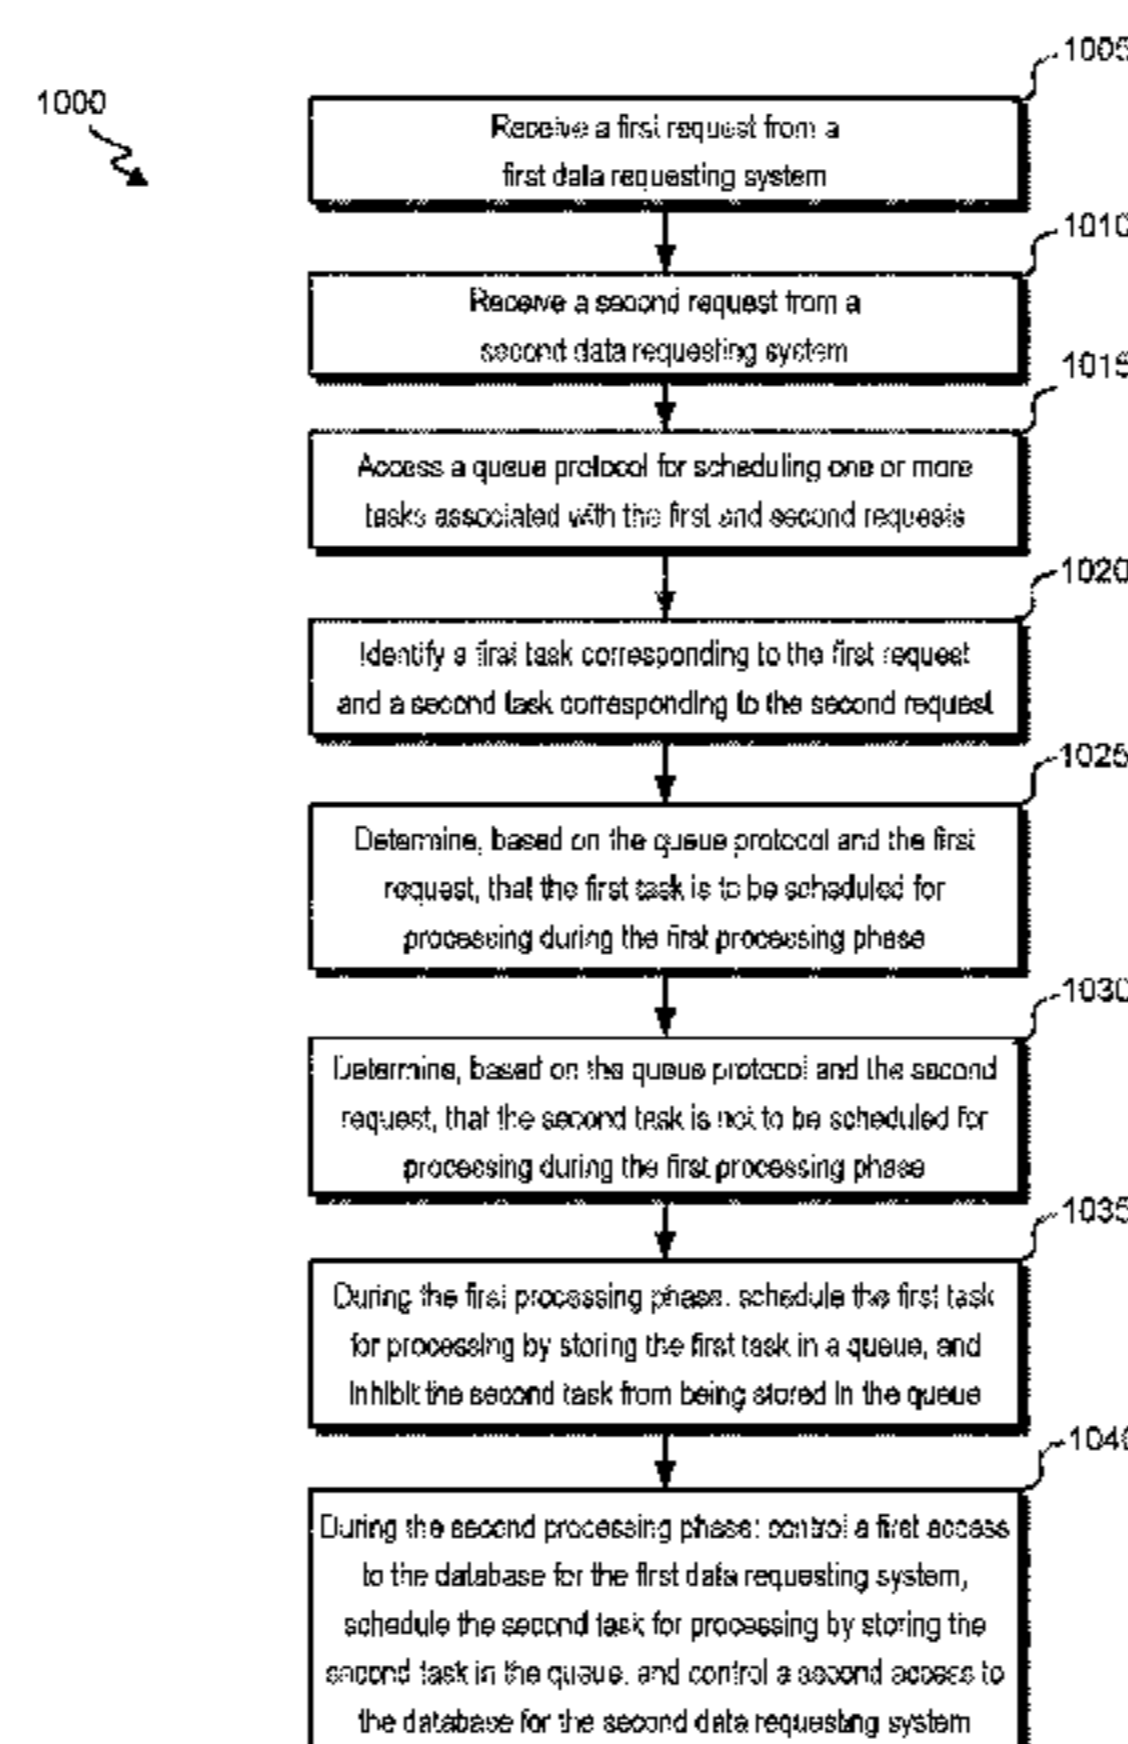 1000
1005
Receive a first request from a
first data requesting system
1010
Receive a second request from a
second data requesting system
1015
Access a queue protocol for scheduling one or more
tasks associated with the first and second requests
1020
Identify a first task corresponding to the first request
and a second task corresponding to the second request
1025
Determine, based on the queue protocol and the first
request, that the first task is to be scheduled for
processing during the first processing phase
1030
Determine, based on the queue protocol and the second
request, that the second task is not to be scheduled for
processing during the first processing phase
1035
During the first processing phase, schedule the first task
for processing by storing the first task in a queue, and
inhibit the second task from being stored in the queue
1040
During the second processing phase: control a first access
to the database for the first data requesting system,
schedule the second task for processing by storing the
second task in the queue, and control a second access to
the database for the second data requesting system